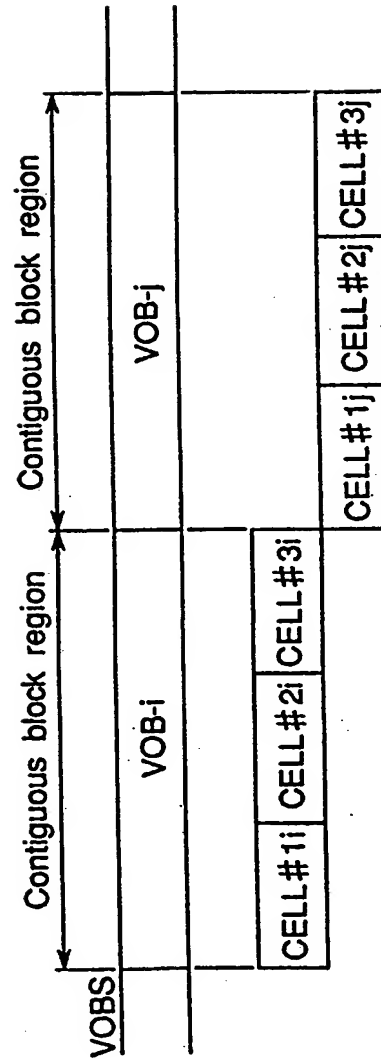 Contiguous block region Contiguous block region
VOBS
VOB-i VOB-j
CELL#1i CELL#2i CELL#3i
CELL#1j CELL#2j CELL#3j